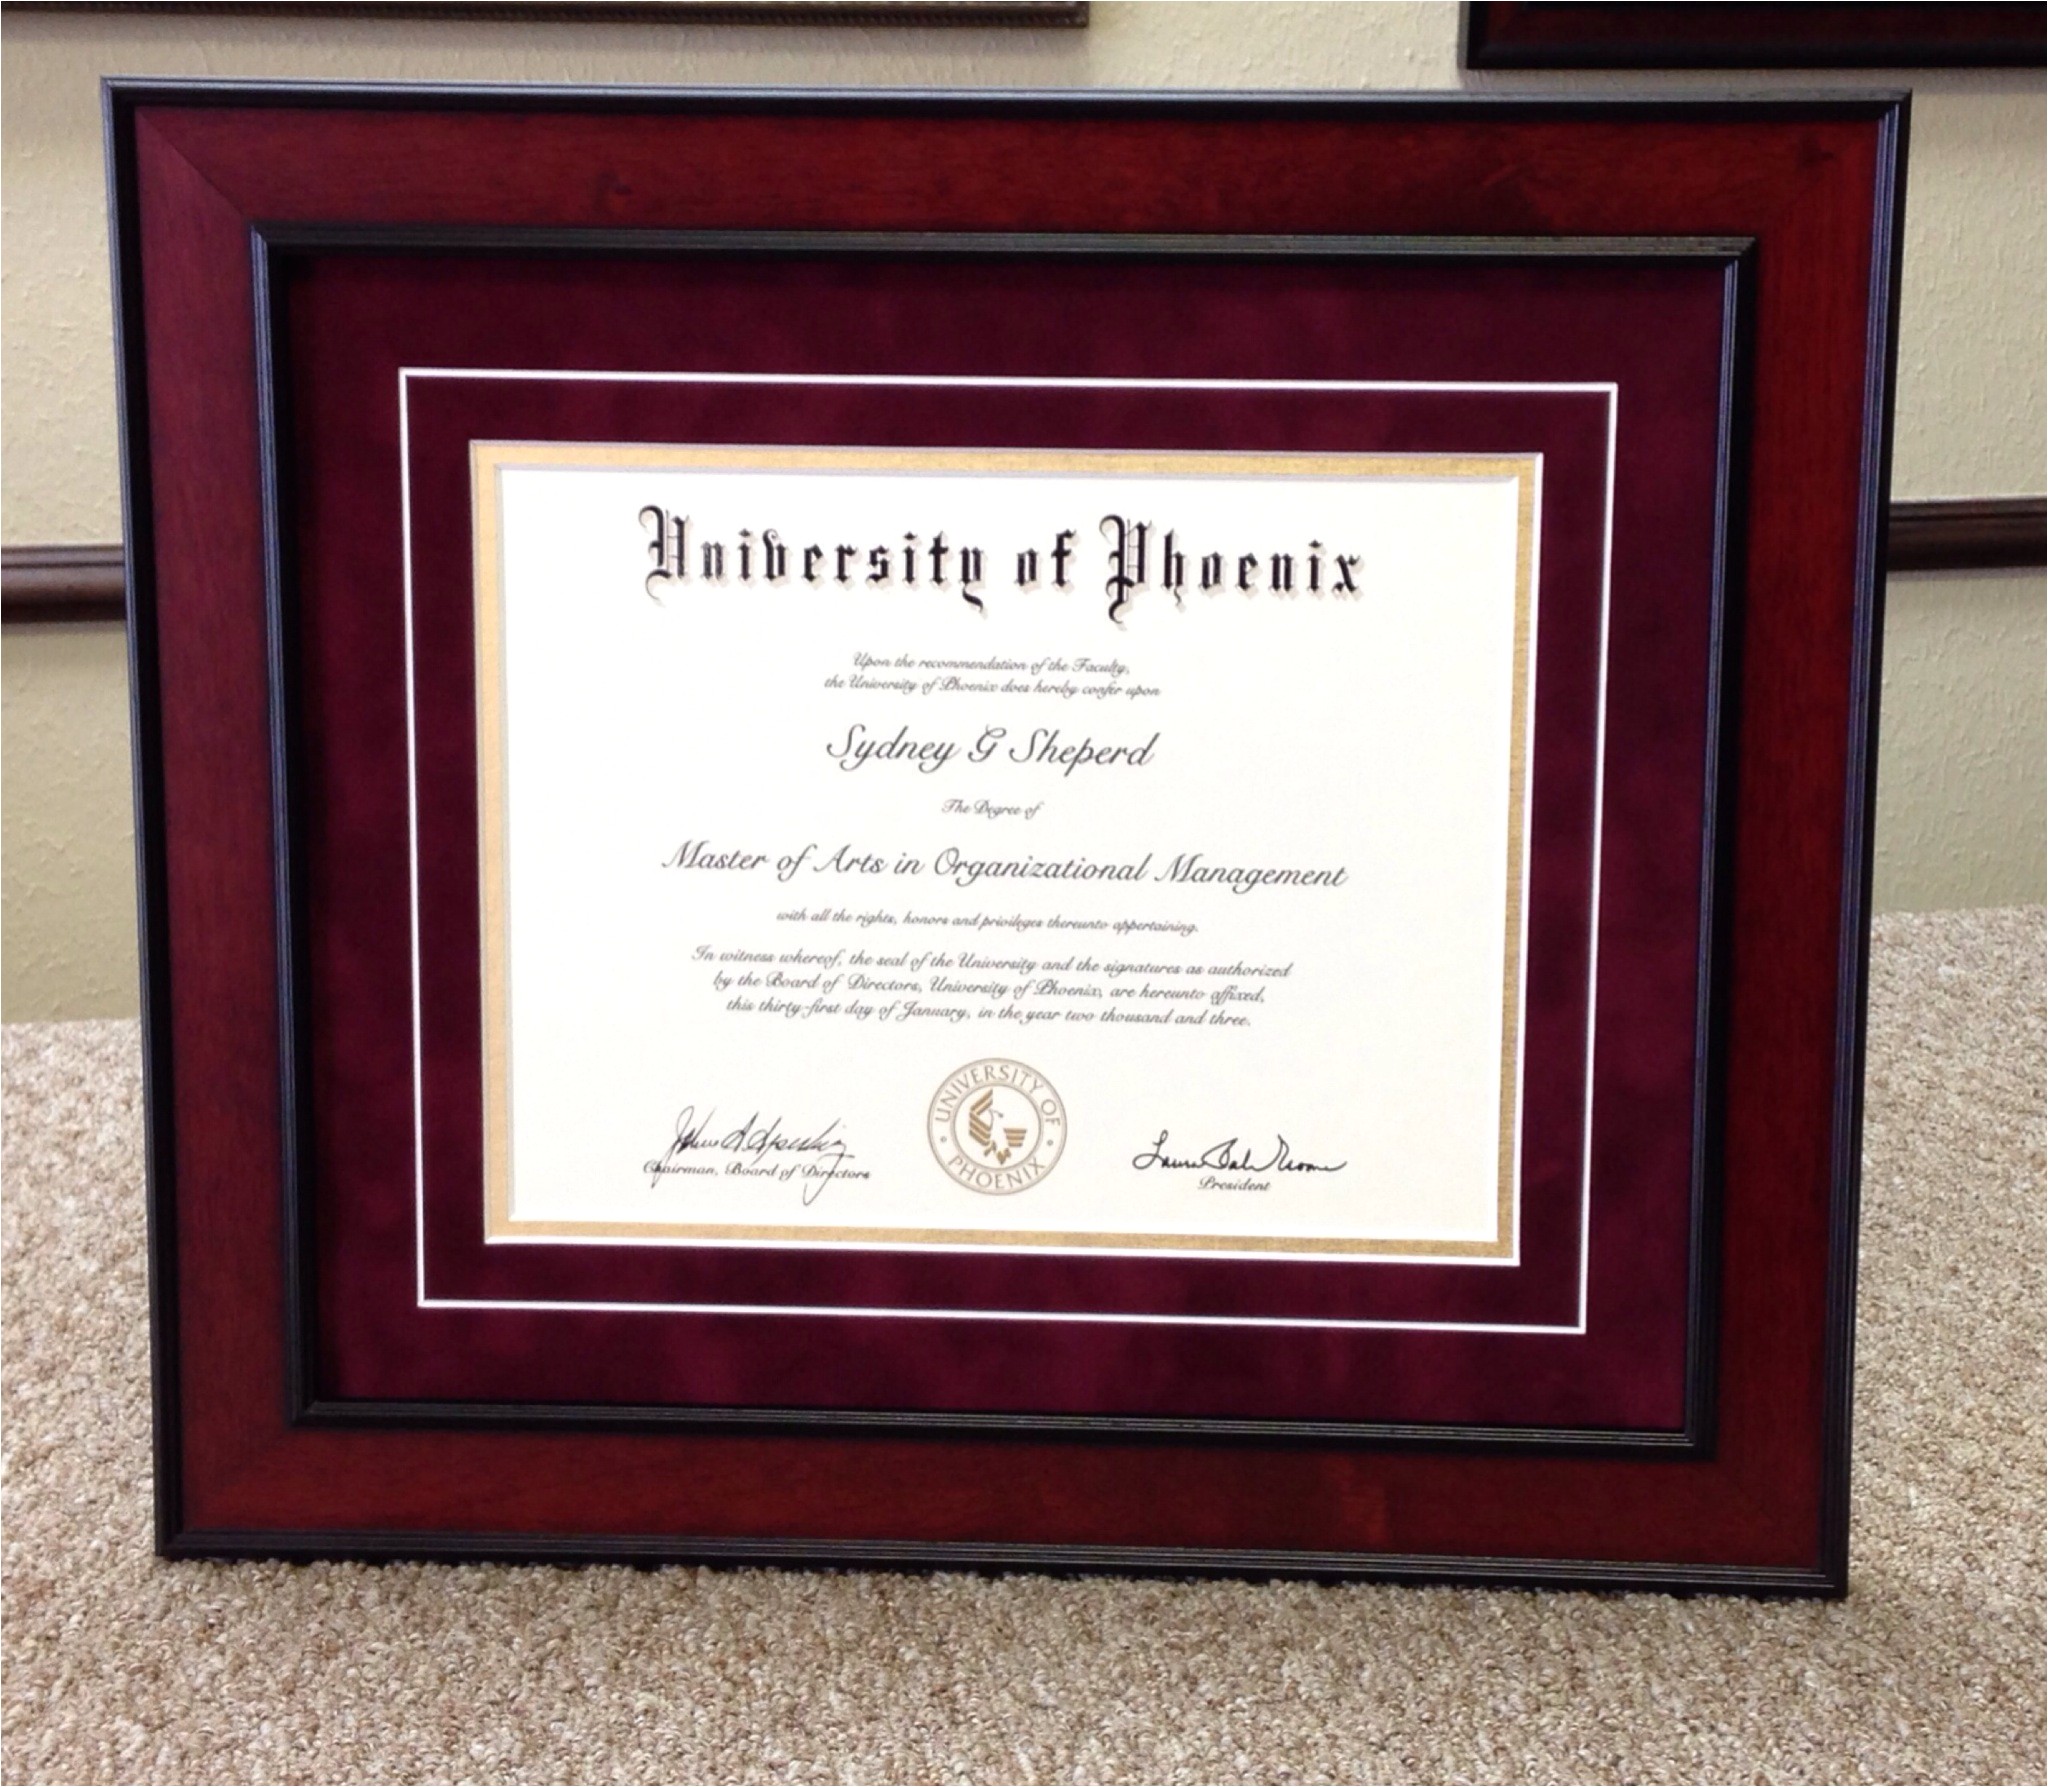 University of Phoenix
Upon the recommendation of the Faculty,
the University of Phoenix does hereby confer upon
Sydney G Sheperd
The Degree of
Master of Arts in Organizational Management
with all the rights, honors and privileges thereunto appertaining.
In witness whereof, the seal of the University and the signatures as authorized
by the Board of Directors, University of Phoenix, are hereunto affixed,
this thirty-first day of January, in the year two thousand and three.
UNIVERSITY OF PHOENIX
Chairman, Board of Directors
President